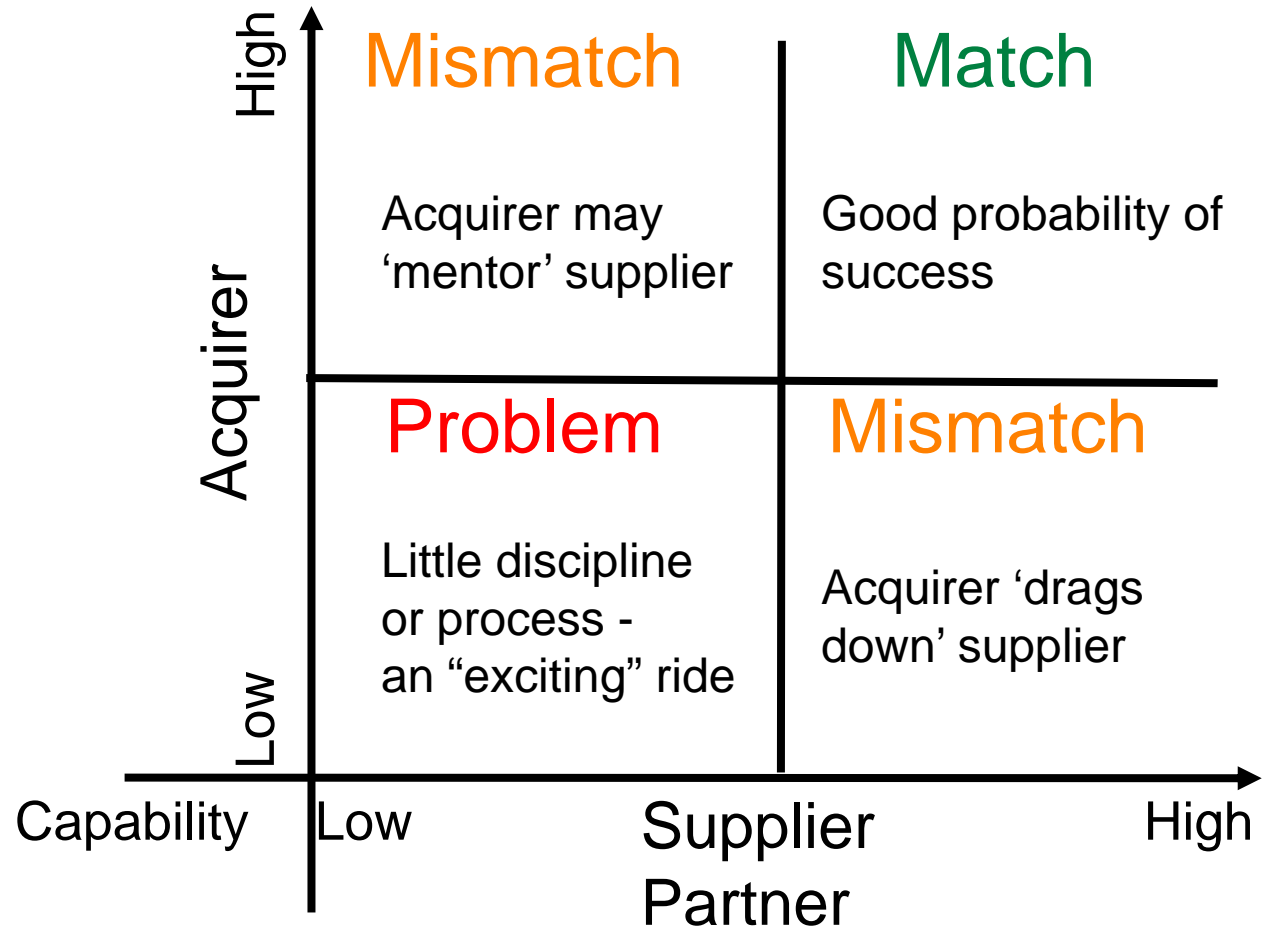 High
Mismatch
Match
Acquirer may
‘mentor’ supplier
Good probability of
success
Acquirer
Problem
Mismatch
Little discipline
or process -
an “exciting” ride
Acquirer ‘drags
down’ supplier
Low
Capability
Low
Supplier
Partner
High